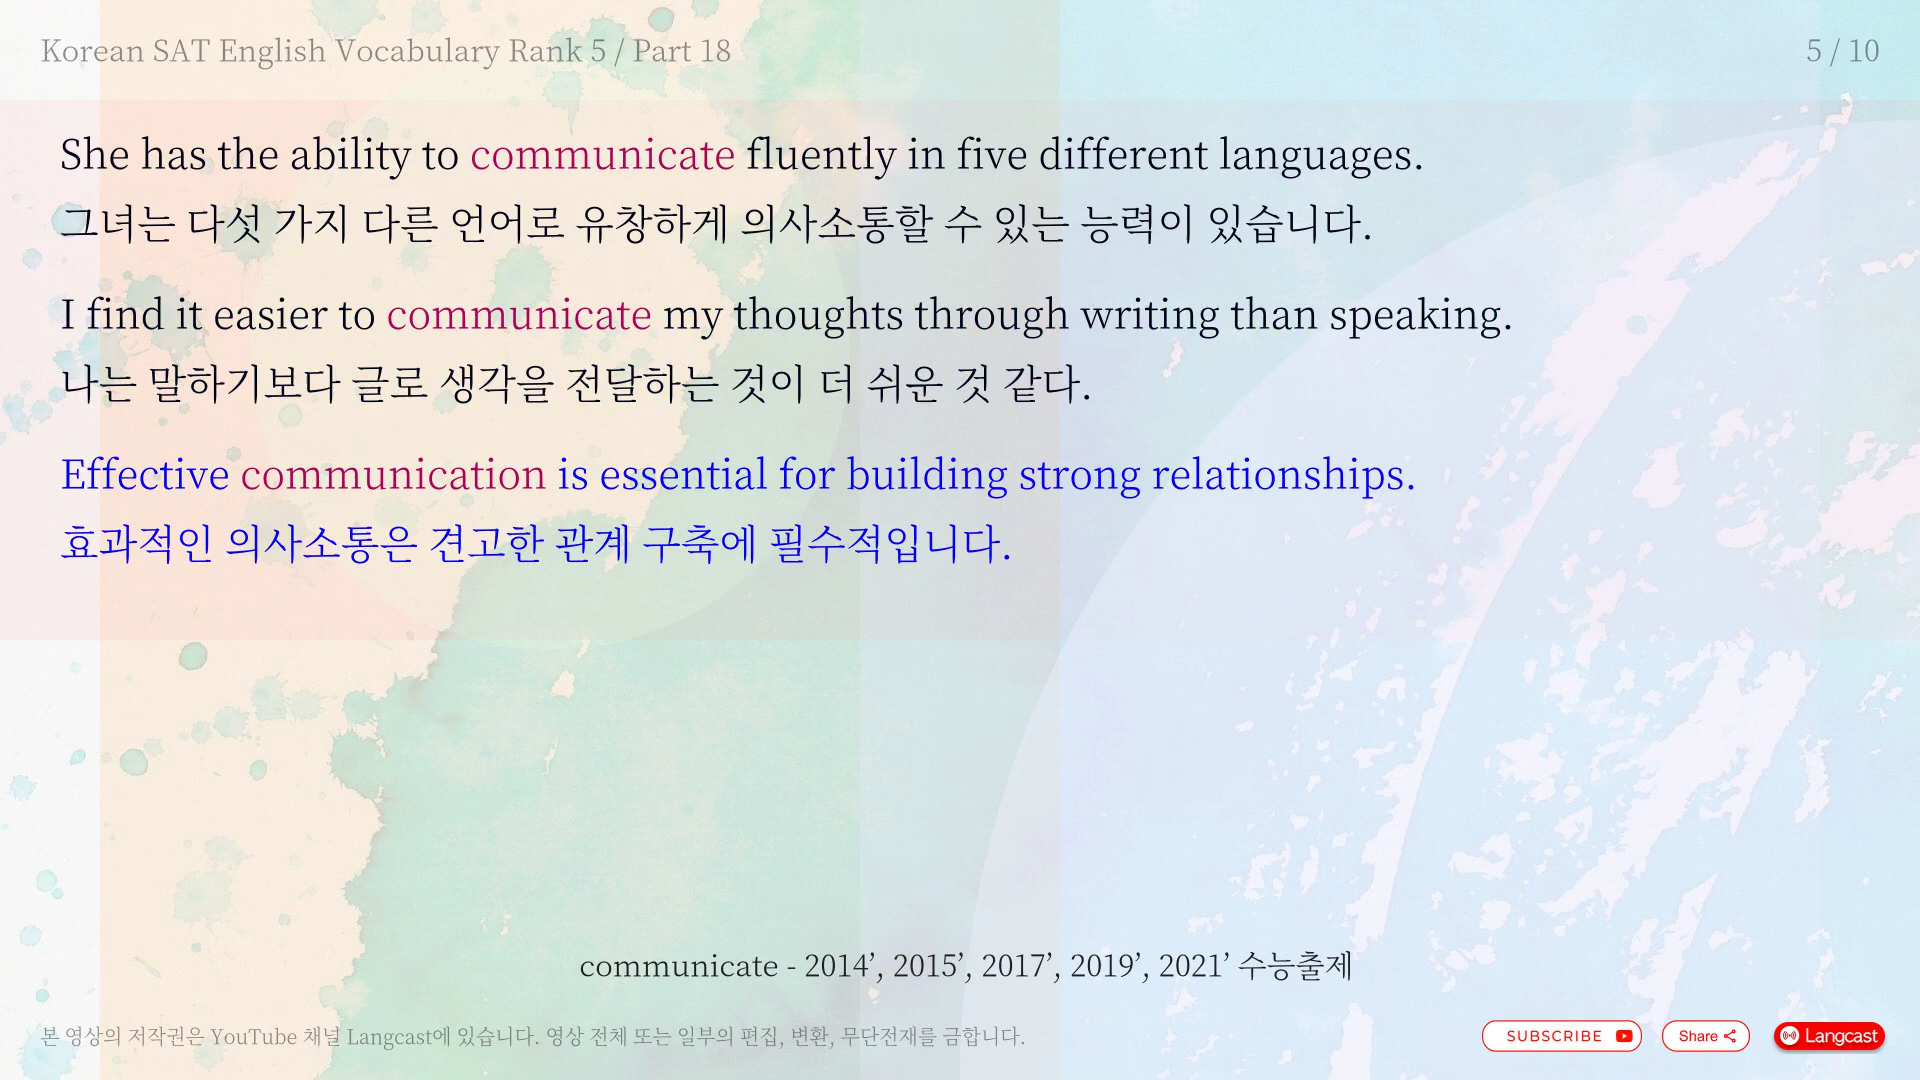 Korean SAT English Vocabulary Rank 5 / Part 18
5 / 10
She has the ability to communicate fluently in five different languages.
그녀는 다섯 가지 다른 언어로 유창하게 의사소통할 수 있는 능력이 있습니다.
I find it easier to communicate my thoughts through writing than speaking.
나는 말하기보다 글로 생각을 전달하는 것이 더 쉬운 것 같다.
Effective communication is essential for building strong relationships.
효과적인 의사소통은 견고한 관계 구축에 필수적입니다.
communicate - 2014’, 2015’, 2017’, 2019’, 2021’ 수능출제
본 영상의 저작권은 YouTube 채널 Langcast에 있습니다. 영상 전체 또는 일부의 편집, 변환, 무단전재를 금합니다.
SUBSCRIBE
Share
Langcast